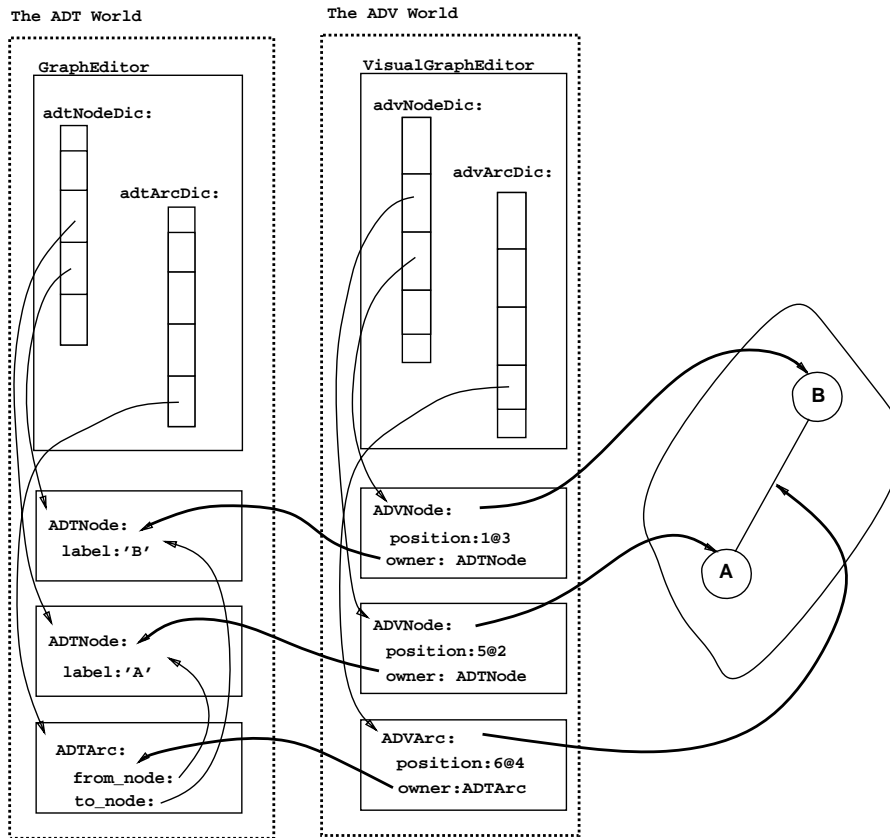 The ADT World
GraphEditor
adtNodeDic:
adtArcDic:
ADTNode:
label:'B'
ADTNode:
label:'A'
ADTArc:
from_node:
to_node:
The ADV World
VisualGraphEditor
advNodeDic:
advArcDic:
ADVNode:
position:1@3
owner: ADTNode
ADVNode:
position:5@2
owner: ADTNode
ADVArc:
position:6@4
owner:ADTArc
B
A